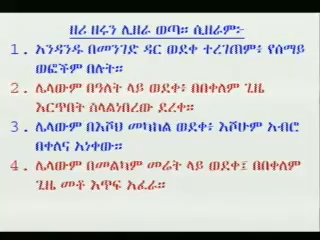 ዘሪ ዘሩን ሊዘራ ወጣ። ሲዘራም፦
1. አንዳንዱ በመንገድ ዳር ወደቀ ተረገጠም፥ የሰማይ
ወፎችም በሉት።
2. ሌላውም በዓለት ላይ ወደቀ፥ በበቀለም ጊዜ
እርጥበት ስላልነበረው ደረቀ።
3. ሌላውም በእሾህ መካከል ወደቀ፥ እሾሁም አብሮ
በቀለና አነቀው።
4. ሌላውም በመልካም መሬት ላይ ወደቀ፤ በበቀለም
ጊዜ መቶ እጥፍ አፈራ።